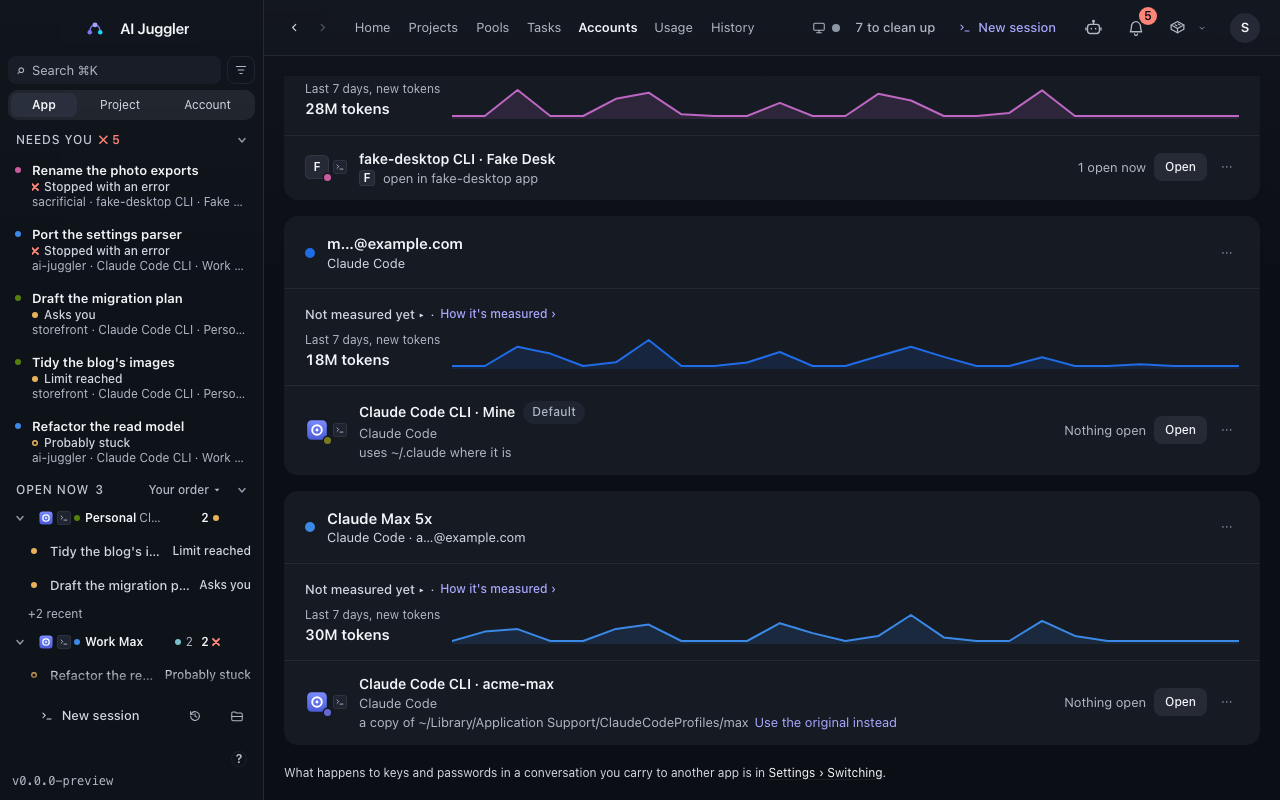 AI Juggler
Search ⌘K
App Project Account
NEEDS YOU 5
Rename the photo exports
Stopped with an error
sacrificial · fake-desktop CLI · Fake ...
Port the settings parser
Stopped with an error
ai-juggler · Claude Code CLI · Work ...
Draft the migration plan
Asks you
storefront · Claude Code CLI · Perso...
Tidy the blog's images
Limit reached
storefront · Claude Code CLI · Perso...
Refactor the read model
Probably stuck
ai-juggler · Claude Code CLI · Work ...
OPEN NOW 3 Your order
Personal Cl... 2
Tidy the blog's i... Limit reached
Draft the migration p... Asks you
+2 recent
Work Max 2 2
Refactor the re... Probably stuck
New session
?
v0.0.0-preview
Home Projects Pools Tasks Accounts Usage History 7 to clean up New session 5 S
Last 7 days, new tokens
28M tokens
F fake-desktop CLI · Fake Desk
F open in fake-desktop app
1 open now Open ...
m...@example.com
Claude Code
...
Not measured yet ▸ · How it's measured ›
Last 7 days, new tokens
18M tokens
Claude Code CLI · Mine Default
Claude Code
uses ~/.claude where it is
Nothing open Open ...
Claude Max 5x
Claude Code · a...@example.com
...
Not measured yet ▸ · How it's measured ›
Last 7 days, new tokens
30M tokens
Claude Code CLI · acme-max
Claude Code
a copy of ~/Library/Application Support/ClaudeCodeProfiles/max Use the original instead
Nothing open Open ...
What happens to keys and passwords in a conversation you carry to another app is in Settings › Switching.